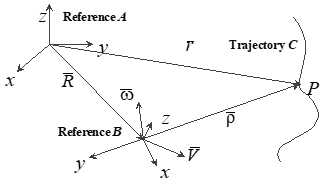 z Reference A
y
r̅
Trajectory C
x
R̅
P
ω̅
z
ρ̅
Reference B
y
V̅
x